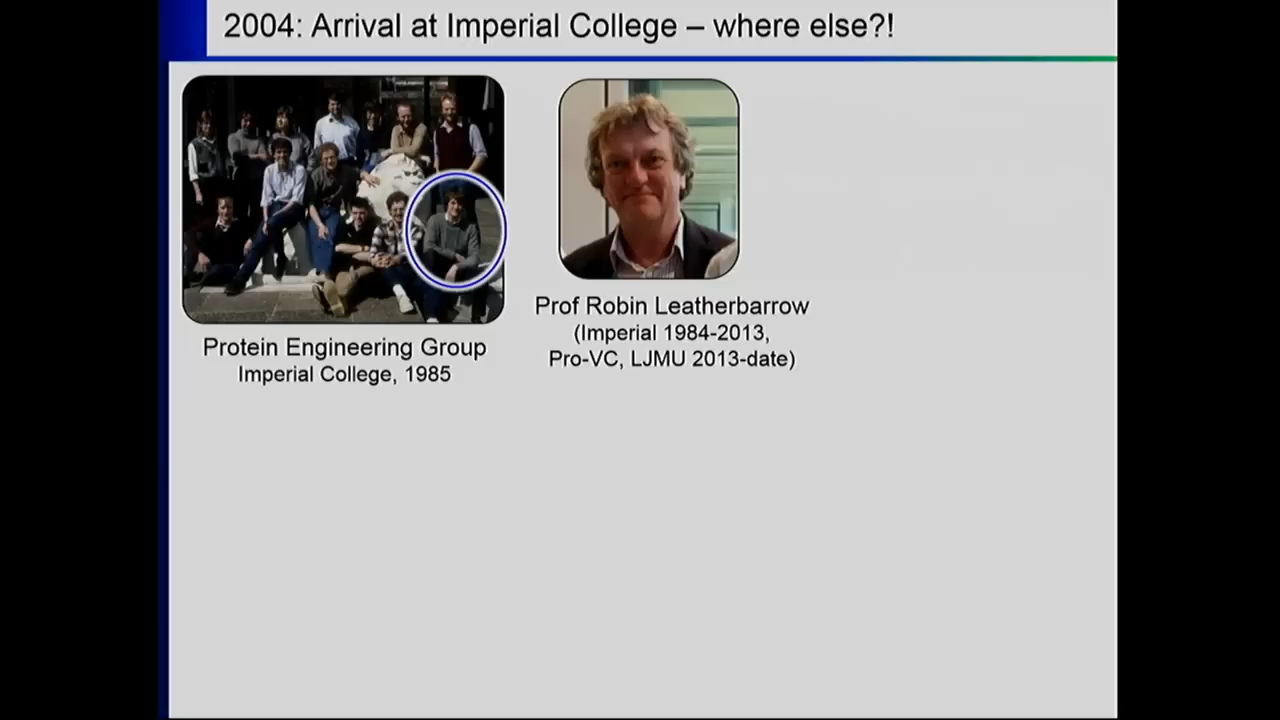 2004: Arrival at Imperial College – where else?!
Protein Engineering Group
Imperial College, 1985
Prof Robin Leatherbarrow
(Imperial 1984-2013,
Pro-VC, LJMU 2013-date)